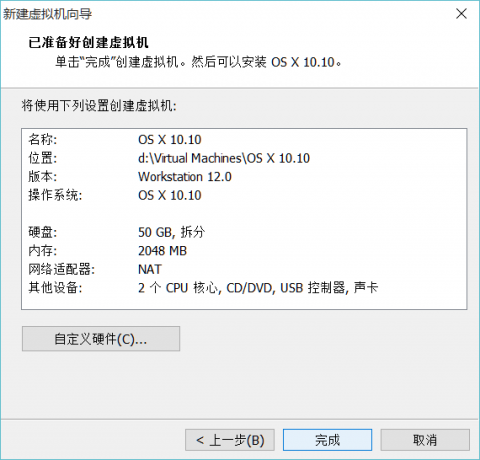 新建虚拟机向导
已准备好创建虚拟机
单击“完成”创建虚拟机。然后可以安装 OS X 10.10。
将使用下列设置创建虚拟机:
名称: OS X 10.10
位置: d:\Virtual Machines\OS X 10.10
版本: Workstation 12.0
操作系统: OS X 10.10
硬盘: 50 GB, 拆分
内存: 2048 MB
网络适配器: NAT
其他设备: 2 个 CPU 核心, CD/DVD, USB 控制器, 声卡
自定义硬件(C)...
< 上一步(B) 完成 取消